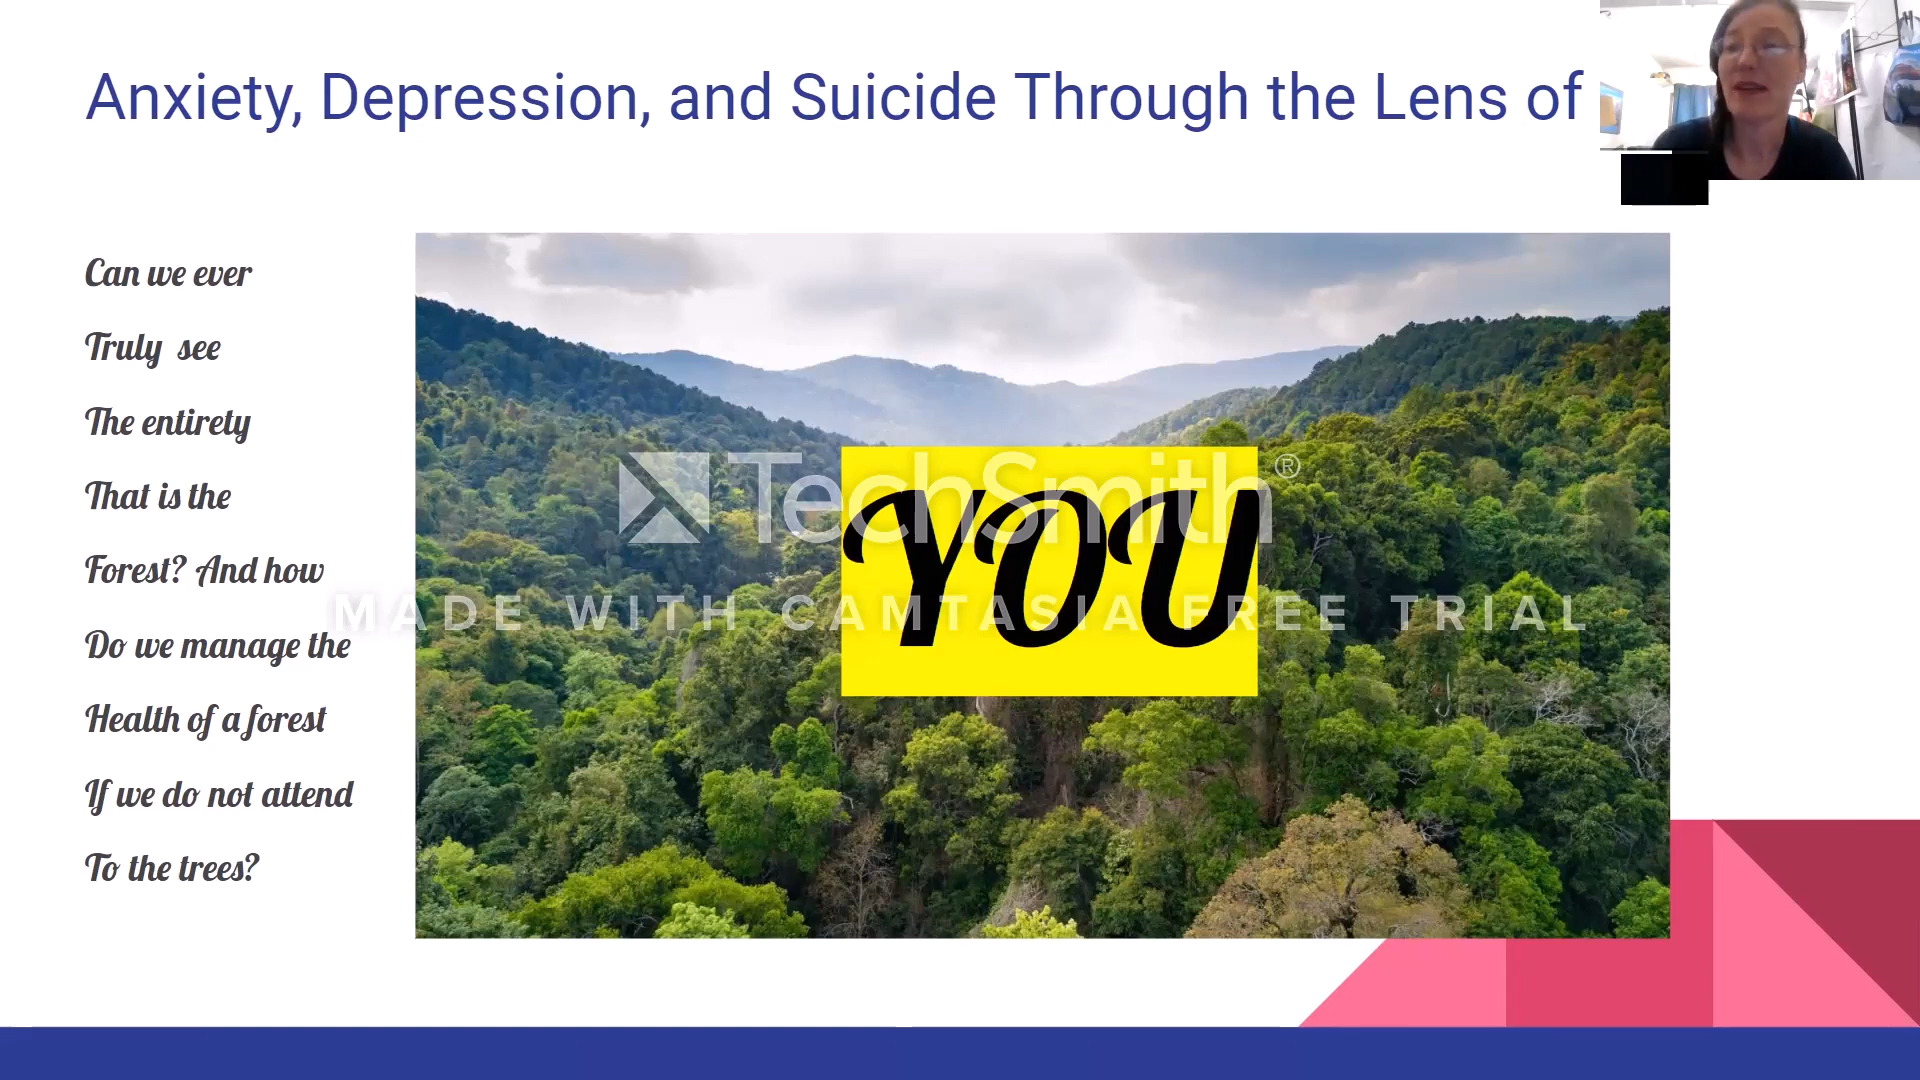 Anxiety, Depression, and Suicide Through the Lens of
Can we ever
Truly see
The entirety
That is the
Forest? And how
Do we manage the
Health of a forest
If we do not attend
To the trees?
TechSmith®
YOU
MADE WITH CAMTASIA FREE TRIAL